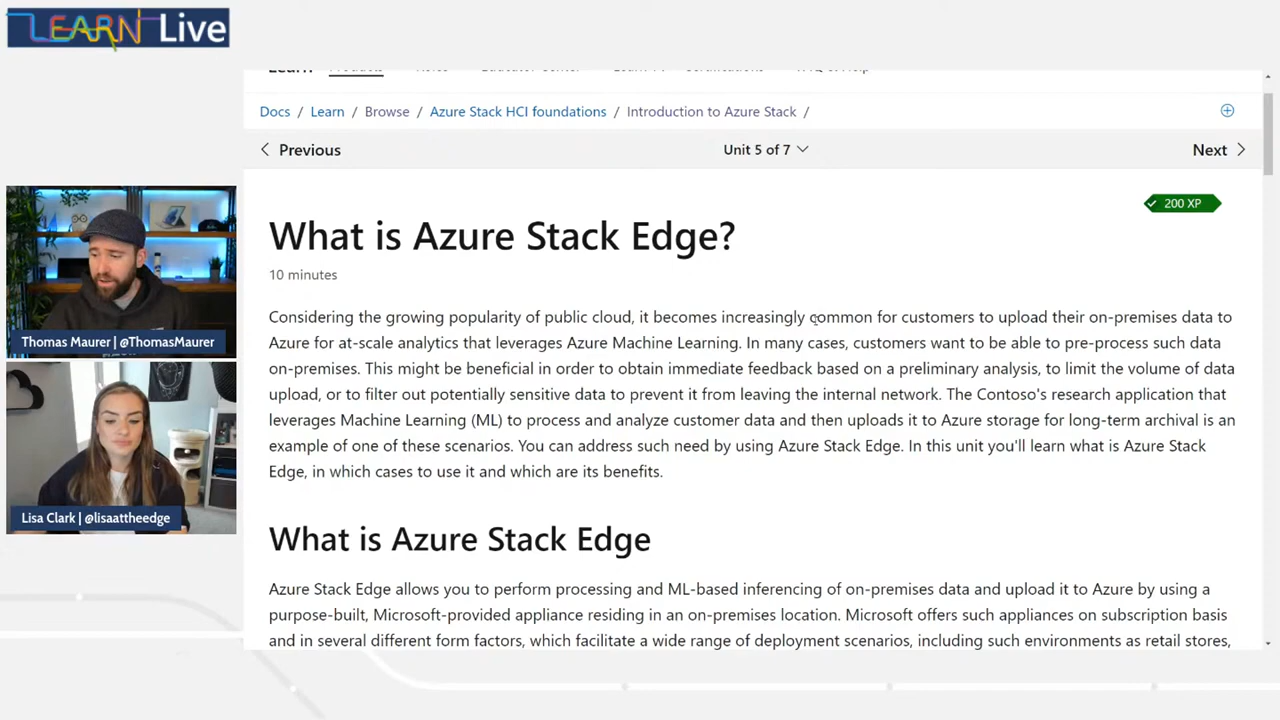 LEARN Live
Docs / Learn / Browse / Azure Stack HCI foundations / Introduction to Azure Stack /
Previous
Unit 5 of 7
Next
200 XP
What is Azure Stack Edge?
10 minutes
Considering the growing popularity of public cloud, it becomes increasingly common for customers to upload their on-premises data to
Azure for at-scale analytics that leverages Azure Machine Learning. In many cases, customers want to be able to pre-process such data
on-premises. This might be beneficial in order to obtain immediate feedback based on a preliminary analysis, to limit the volume of data
upload, or to filter out potentially sensitive data to prevent it from leaving the internal network. The Contoso's research application that
leverages Machine Learning (ML) to process and analyze customer data and then uploads it to Azure storage for long-term archival is an
example of one of these scenarios. You can address such need by using Azure Stack Edge. In this unit you'll learn what is Azure Stack
Edge, in which cases to use it and which are its benefits.
What is Azure Stack Edge
Azure Stack Edge allows you to perform processing and ML-based inferencing of on-premises data and upload it to Azure by using a
purpose-built, Microsoft-provided appliance residing in an on-premises location. Microsoft offers such appliances on subscription basis
and in several different form factors, which facilitate a wide range of deployment scenarios, including such environments as retail stores,
Thomas Maurer | @ThomasMaurer
Lisa Clark | @lisaattheedge